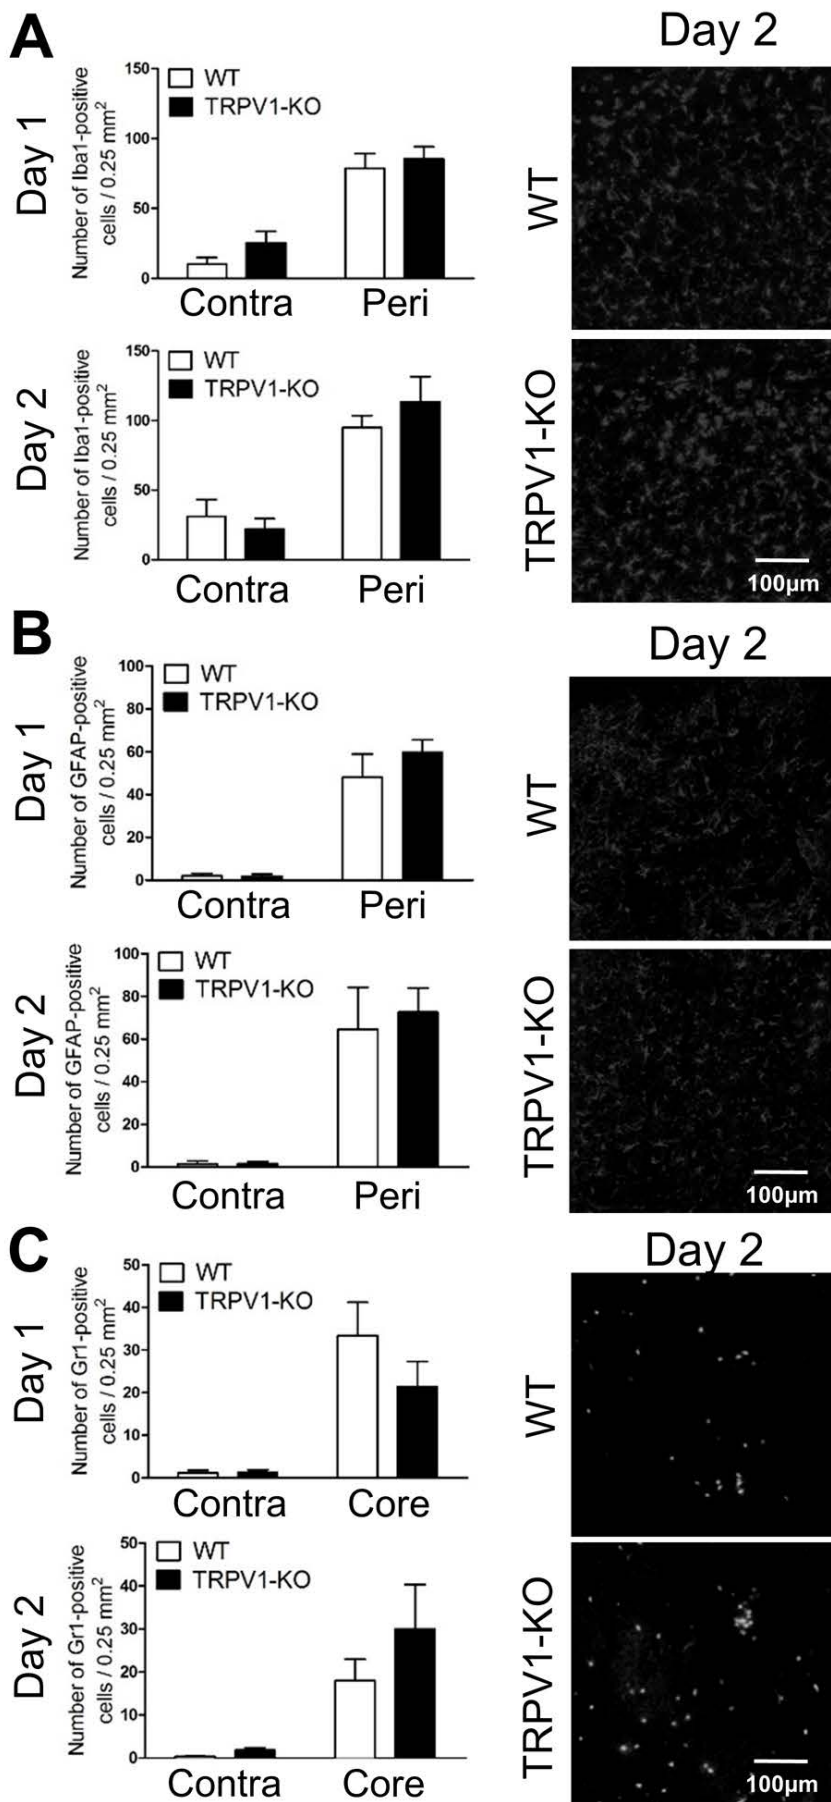 A
Day 2
Day 1
Number of Iba1-positive
cells / 0.25 mm²
150
100
50
0
WT
TRPV1-KO
Contra
Peri
WT
Day 2
Number of Iba1-positive
cells / 0.25 mm²
150
100
50
0
WT
TRPV1-KO
Contra
Peri
TRPV1-KO
100µm
B
Day 2
Day 1
Number of GFAP-positive
cells / 0.25 mm²
100
80
60
40
20
0
WT
TRPV1-KO
Contra
Peri
WT
Day 2
Number of GFAP-positive
cells / 0.25 mm²
100
80
60
40
20
0
WT
TRPV1-KO
Contra
Peri
TRPV1-KO
100µm
C
Day 2
Day 1
Number of Gr1-positive
cells / 0.25 mm²
50
40
30
20
10
0
WT
TRPV1-KO
Contra
Core
WT
Day 2
Number of Gr1-positive
cells / 0.25 mm²
50
40
30
20
10
0
WT
TRPV1-KO
Contra
Core
TRPV1-KO
100µm